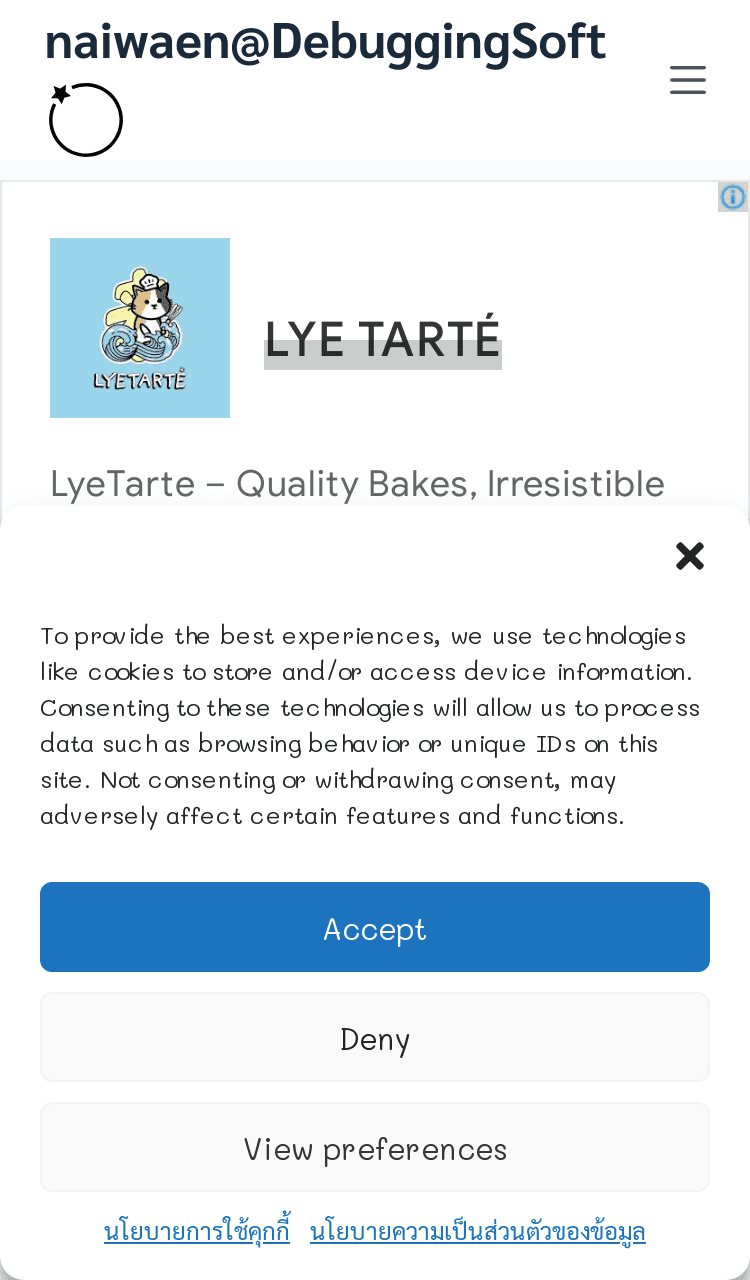 naiwaen@DebuggingSoft
LYETARTÉ
LYE TARTÉ
LyeTarte – Quality Bakes, Irresistible
To provide the best experiences, we use technologies
like cookies to store and/or access device information.
Consenting to these technologies will allow us to process
data such as browsing behavior or unique IDs on this
site. Not consenting or withdrawing consent, may
adversely affect certain features and functions.
Accept
Deny
View preferences
นโยบายการใช้คุกกี้ นโยบายความเป็นส่วนตัวของข้อมูล